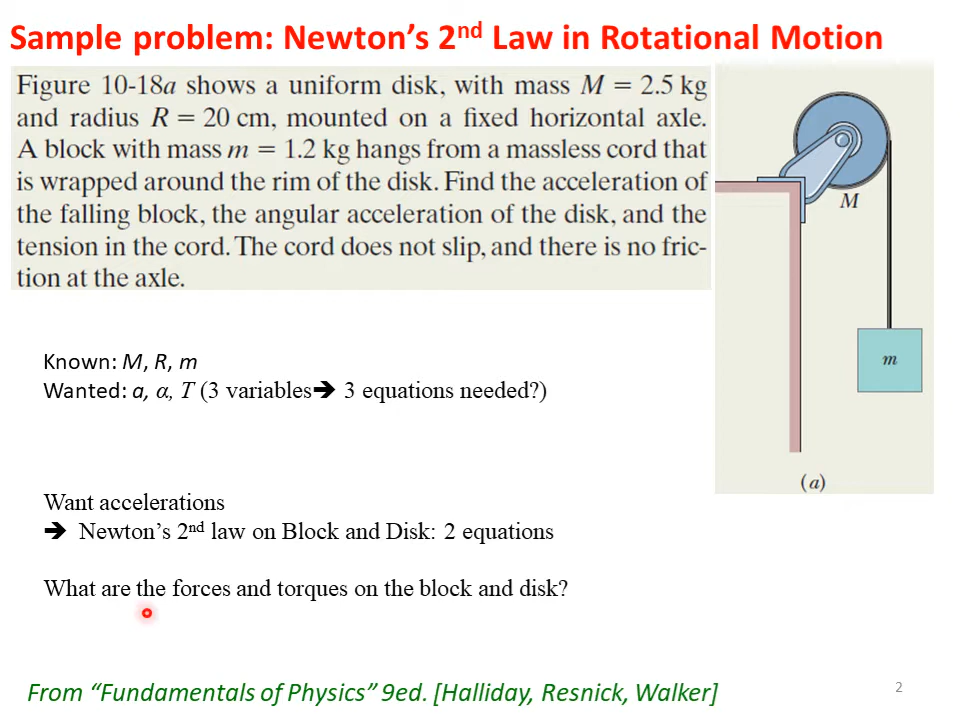 Sample problem: Newton's 2nd Law in Rotational Motion
Figure 10-18a shows a uniform disk, with mass M = 2.5 kg
and radius R = 20 cm, mounted on a fixed horizontal axle.
A block with mass m = 1.2 kg hangs from a massless cord that
is wrapped around the rim of the disk. Find the acceleration of
the falling block, the angular acceleration of the disk, and the
tension in the cord. The cord does not slip, and there is no fric-
tion at the axle.
M
m
(a)
Known: M, R, m
Wanted: a, α, T (3 variables➔ 3 equations needed?)
Want accelerations
➔ Newton's 2nd law on Block and Disk: 2 equations
What are the forces and torques on the block and disk?
From "Fundamentals of Physics" 9ed. [Halliday, Resnick, Walker]
2